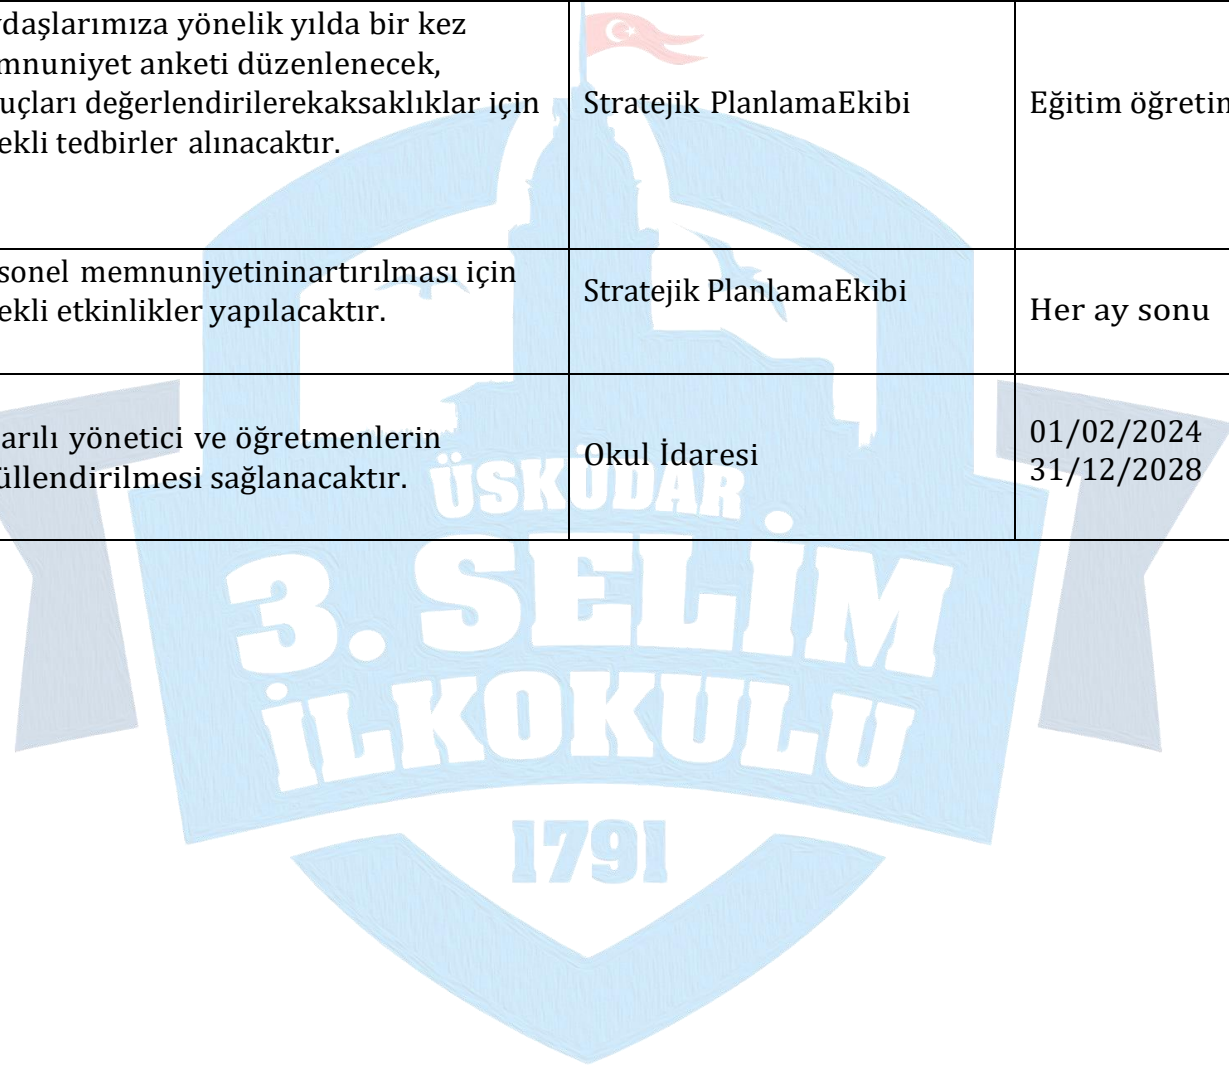 ydaşlarımıza yönelik yılda bir kez
mnuniyet anketi düzenlenecek,
uçları değerlendirilerekaksaklıklar için
ekli tedbirler alınacaktır.
Stratejik PlanlamaEkibi
Eğitim öğretim
sonel memnuniyetininartırılması için
ekli etkinlikler yapılacaktır.
Stratejik PlanlamaEkibi
Her ay sonu
arılı yönetici ve öğretmenlerin
üllendirilmesi sağlanacaktır.
Okul İdaresi
01/02/2024
31/12/2028
ÜSKÜDAR
3. SELİM
İLKOKULU
1791